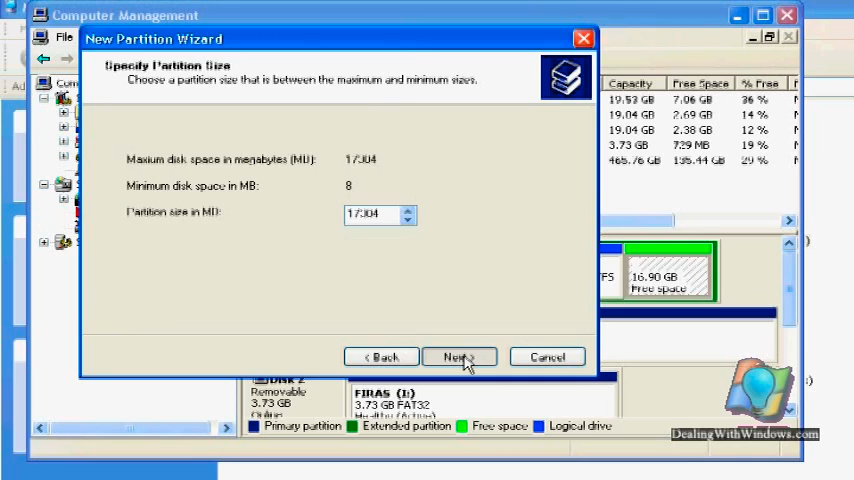 Computer Management
File
New Partition Wizard
Specify Partition Size
Choose a partition size that is between the maximum and minimum sizes.
Capacity Free Space % Free
19.53 GB 7.06 GB 36 %
19.04 GB 2.69 GB 14 %
19.04 GB 2.38 GB 12 %
3.73 GB 729 MB 19 %
465.76 GB 135.44 GB 29 %
Maxium disk space in megabytes (MB): 17304
Minimum disk space in MB: 8
Partition size in MB: 17304
16.90 GB
Free space
< Back Next > Cancel
Removable
3.73 GB
Online
FIRAS (I:)
3.73 GB FAT32
Healthy (Active)
Primary partition Extended partition Free space Logical drive
DealingWithWindows.com